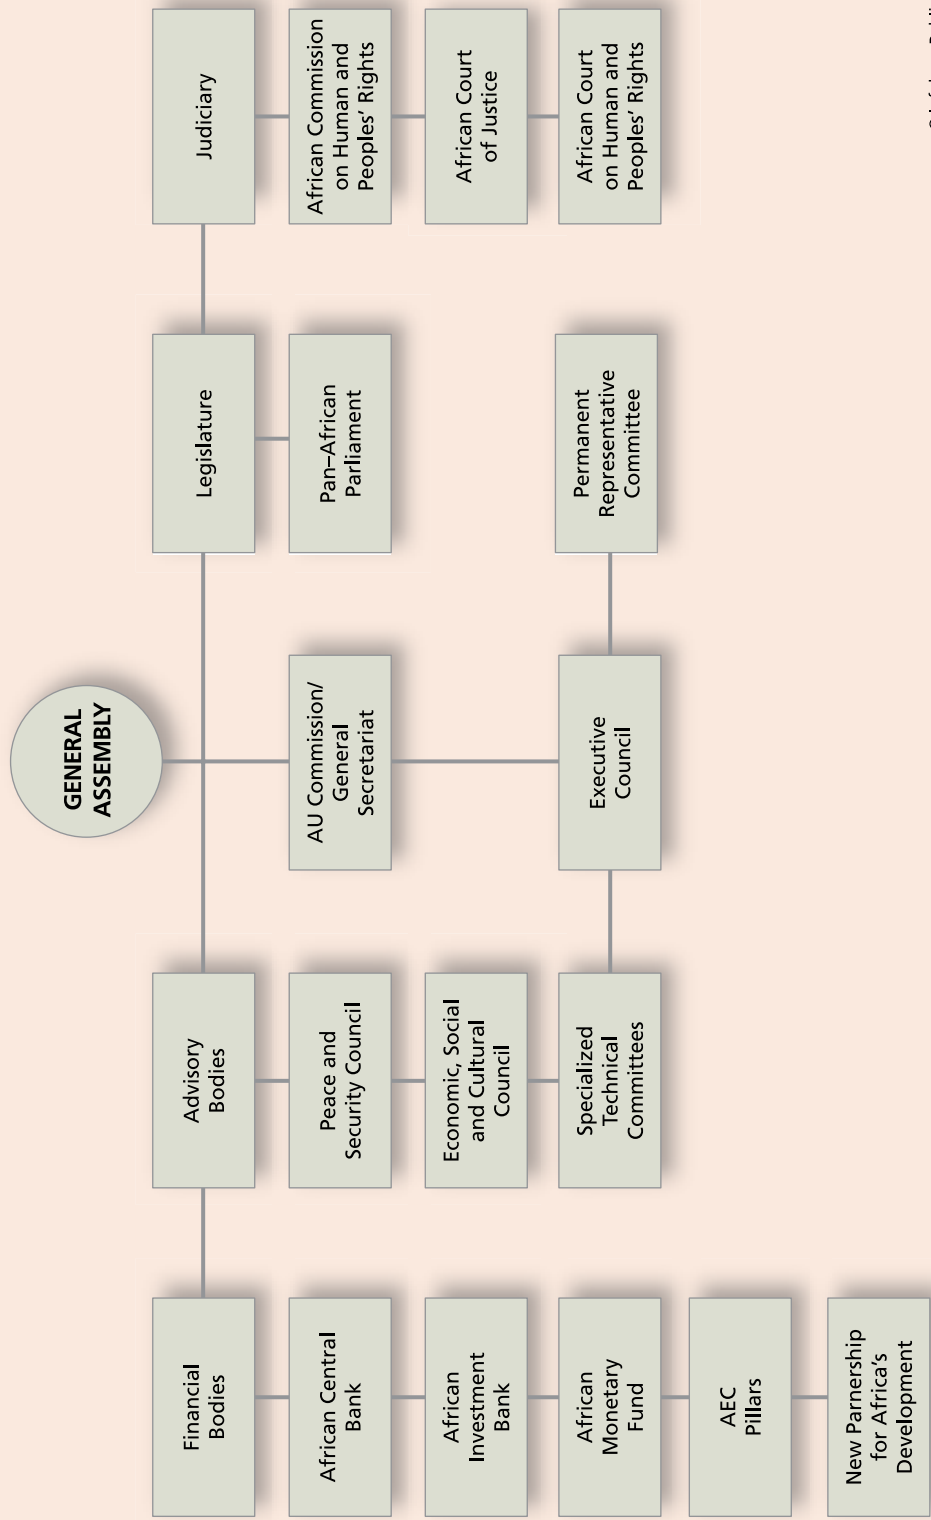 GENERAL
ASSEMBLY
Financial
Bodies
African Central
Bank
African
Investment
Bank
African
Monetary
Fund
AEC
Pillars
New Parnership
for Africa's
Development
Advisory
Bodies
Peace and
Security Council
Economic, Social
and Cultural
Council
Specialized
Technical
Committees
AU Commission/
General
Secretariat
Executive
Council
Legislature
Pan–African
Parliament
Permanent
Representative
Committee
Judiciary
African Commission
on Human and
Peoples' Rights
African Court
of Justice
African Court
on Human and
Peoples' Rights